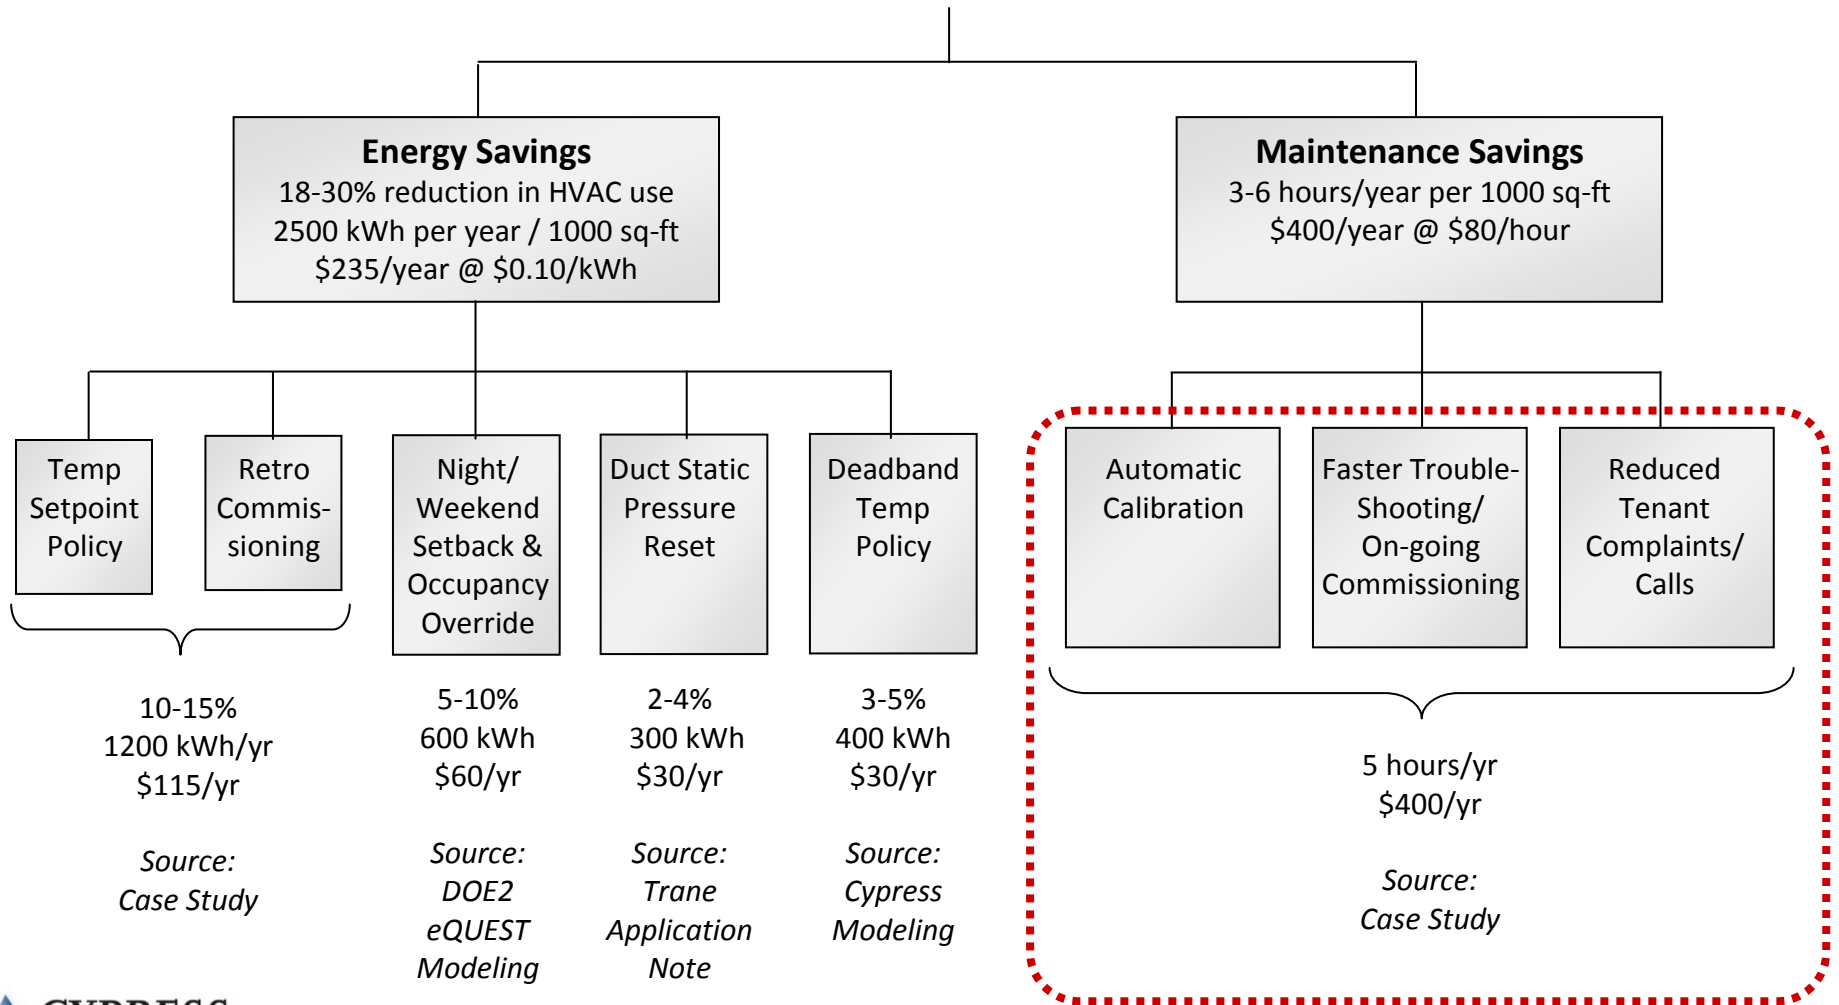 Energy Savings
18-30% reduction in HVAC use
2500 kWh per year / 1000 sq-ft
$235/year @ $0.10/kWh
Maintenance Savings
3-6 hours/year per 1000 sq-ft
$400/year @ $80/hour
Temp
Setpoint
Policy
Retro
Commis-
sioning
Night/
Weekend
Setback &
Occupancy
Override
Duct Static
Pressure
Reset
Deadband
Temp
Policy
Automatic
Calibration
Faster Trouble-
Shooting/
On-going
Commissioning
Reduced
Tenant
Complaints/
Calls
10-15%
1200 kWh/yr
$115/yr
Source:
Case Study
5-10%
600 kWh
$60/yr
Source:
DOE2
eQUEST
Modeling
2-4%
300 kWh
$30/yr
Source:
Trane
Application
Note
3-5%
400 kWh
$30/yr
Source:
Cypress
Modeling
5 hours/yr
$400/yr
Source:
Case Study
CYPRESS